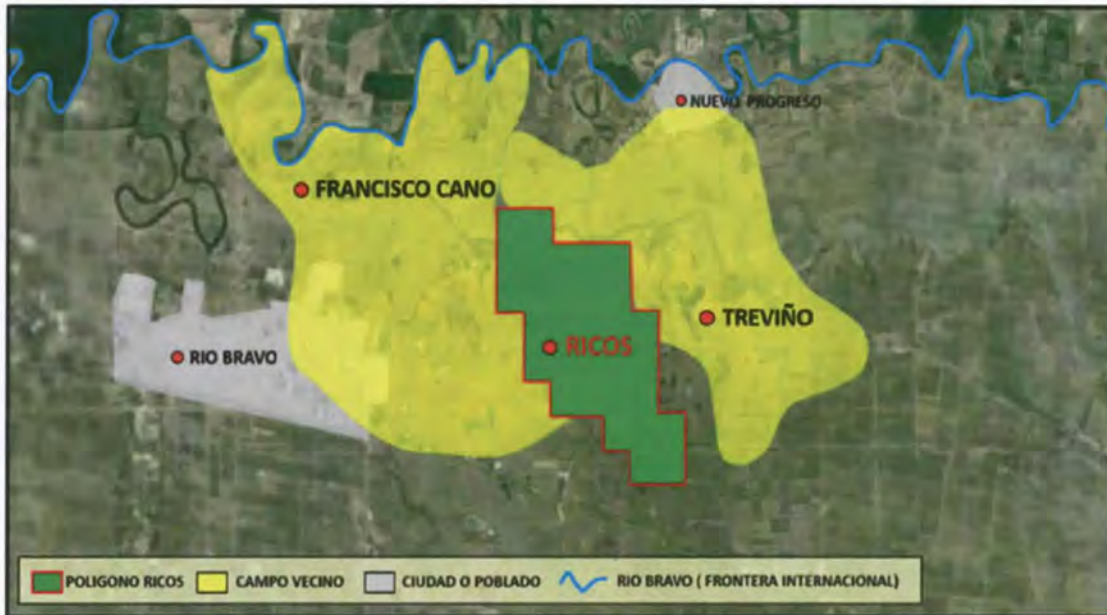 NUEVO PROGRESO
FRANCISCO CANO
TREVIÑO
RICOS
RIO BRAVO
POLIGONO RICOS
CAMPO VECINO
CIUDAD O POBLADO
RIO BRAVO ( FRONTERA INTERNACIONAL)